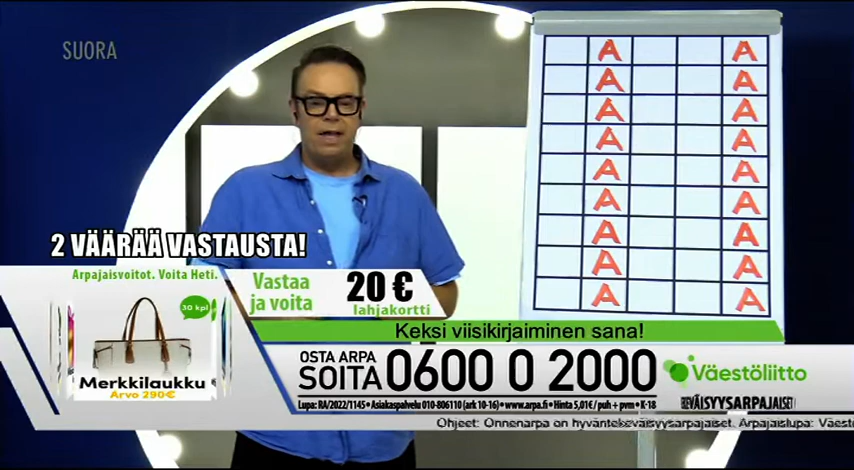 SUORA
A A
A A
A A
A A
A A
A A
A A
A A
A A
2 VÄÄRÄÄ VASTAUSTA!
Arpajaisvoitot. Voita Heti.
30 kpl
Merkkilaukku
Arvo 290€
Vastaa
ja voita
20 €
lahjakortti
Keksi viisikirjaiminen sana!
OSTA ARPA
SOITA 0600 0 2000
Väestöliitto
Lupa: RA/2022/1145 • Asiakaspalvelu 010-806110 (ark 10-16) • www.arpa.fi • Hinta 5,01€ / puh + pvm • K-18
EVÄISYYSARPAJAISET
Ohjeet: Onnenarpa on hyväntekeväisyysarpajaiset. Arpajaislupa: Väesto